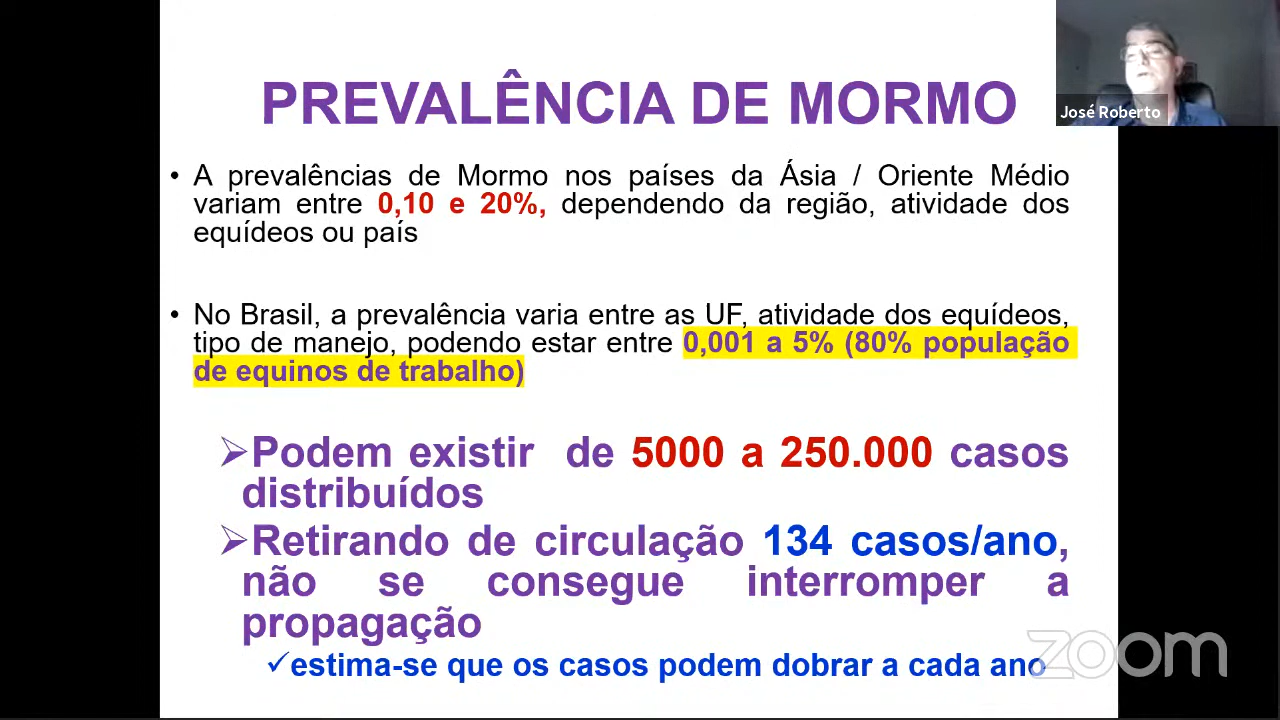 PREVALÊNCIA DE MORMO
José Roberto
• A prevalências de Mormo nos países da Ásia / Oriente Médio
variam entre 0,10 e 20%, dependendo da região, atividade dos
equídeos ou país
• No Brasil, a prevalência varia entre as UF, atividade dos equídeos,
tipo de manejo, podendo estar entre 0,001 a 5% (80% população
de equinos de trabalho)
➢Podem existir de 5000 a 250.000 casos
distribuídos
➢Retirando de circulação 134 casos/ano,
não se consegue interromper a
propagação
✓estima-se que os casos podem dobrar a cada ano
zoom